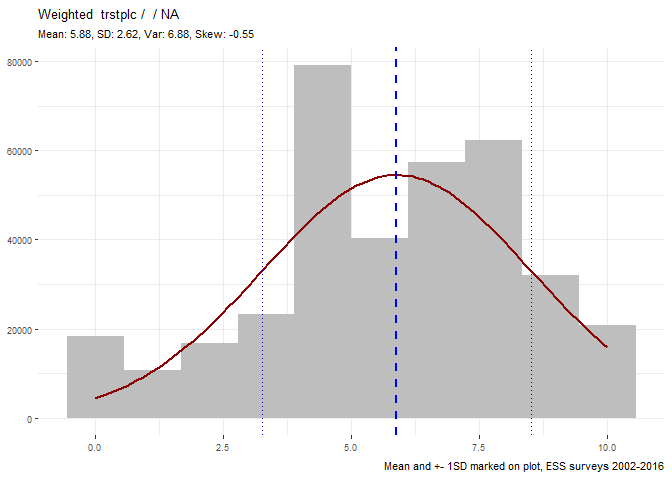 Weighted  trstplc /  / NA
Mean: 5.88, SD: 2.62, Var: 6.88, Skew: -0.55
80000
60000
40000
20000
0
0.0 2.5 5.0 7.5 10.0
Mean and +- 1SD marked on plot, ESS surveys 2002-2016